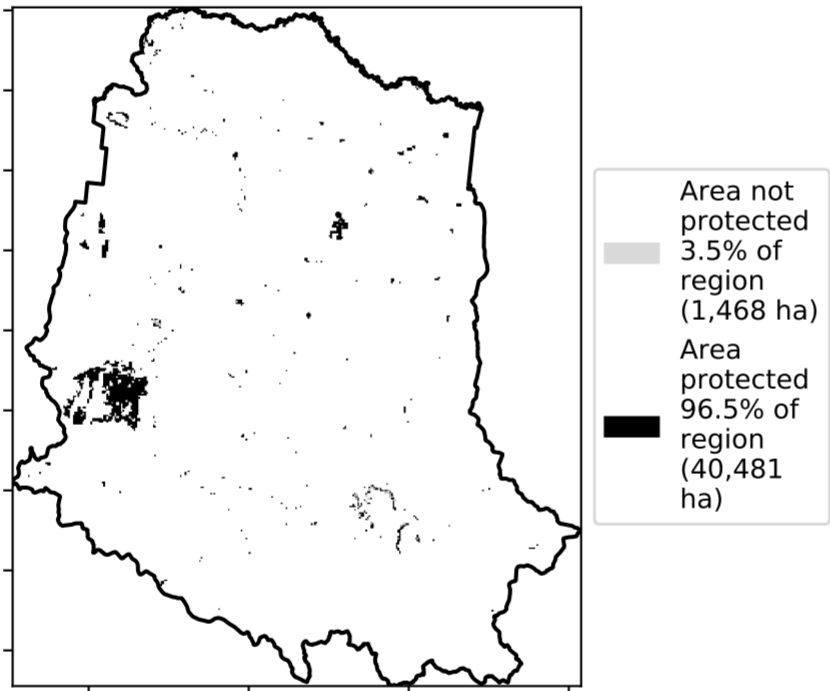 Area not
protected
3.5% of
region
(1,468 ha)
Area
protected
96.5% of
region
(40,481
ha)